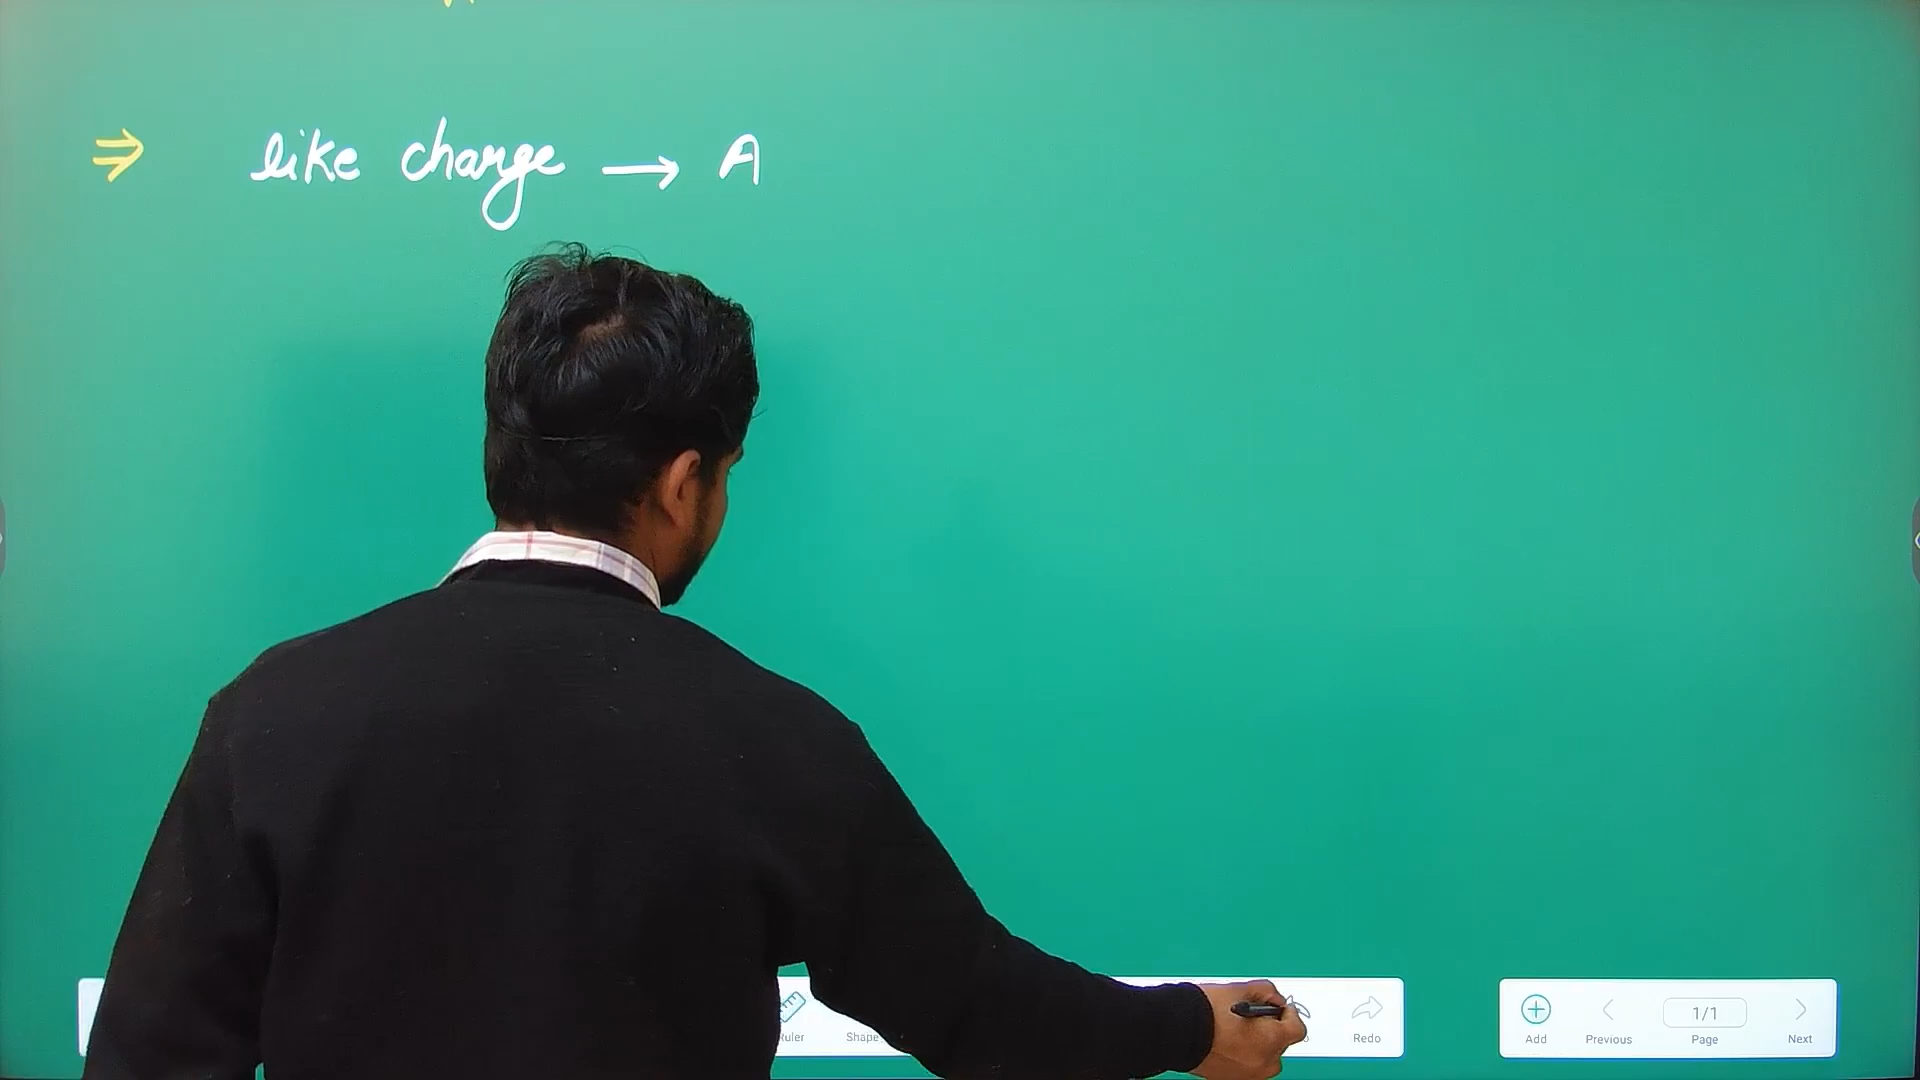 ⇒ like charge → A
Ruler Shape Redo
Add Previous 1/1 Page Next